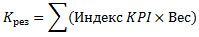 Kрез = ∑(Индекс KPI × Вес)